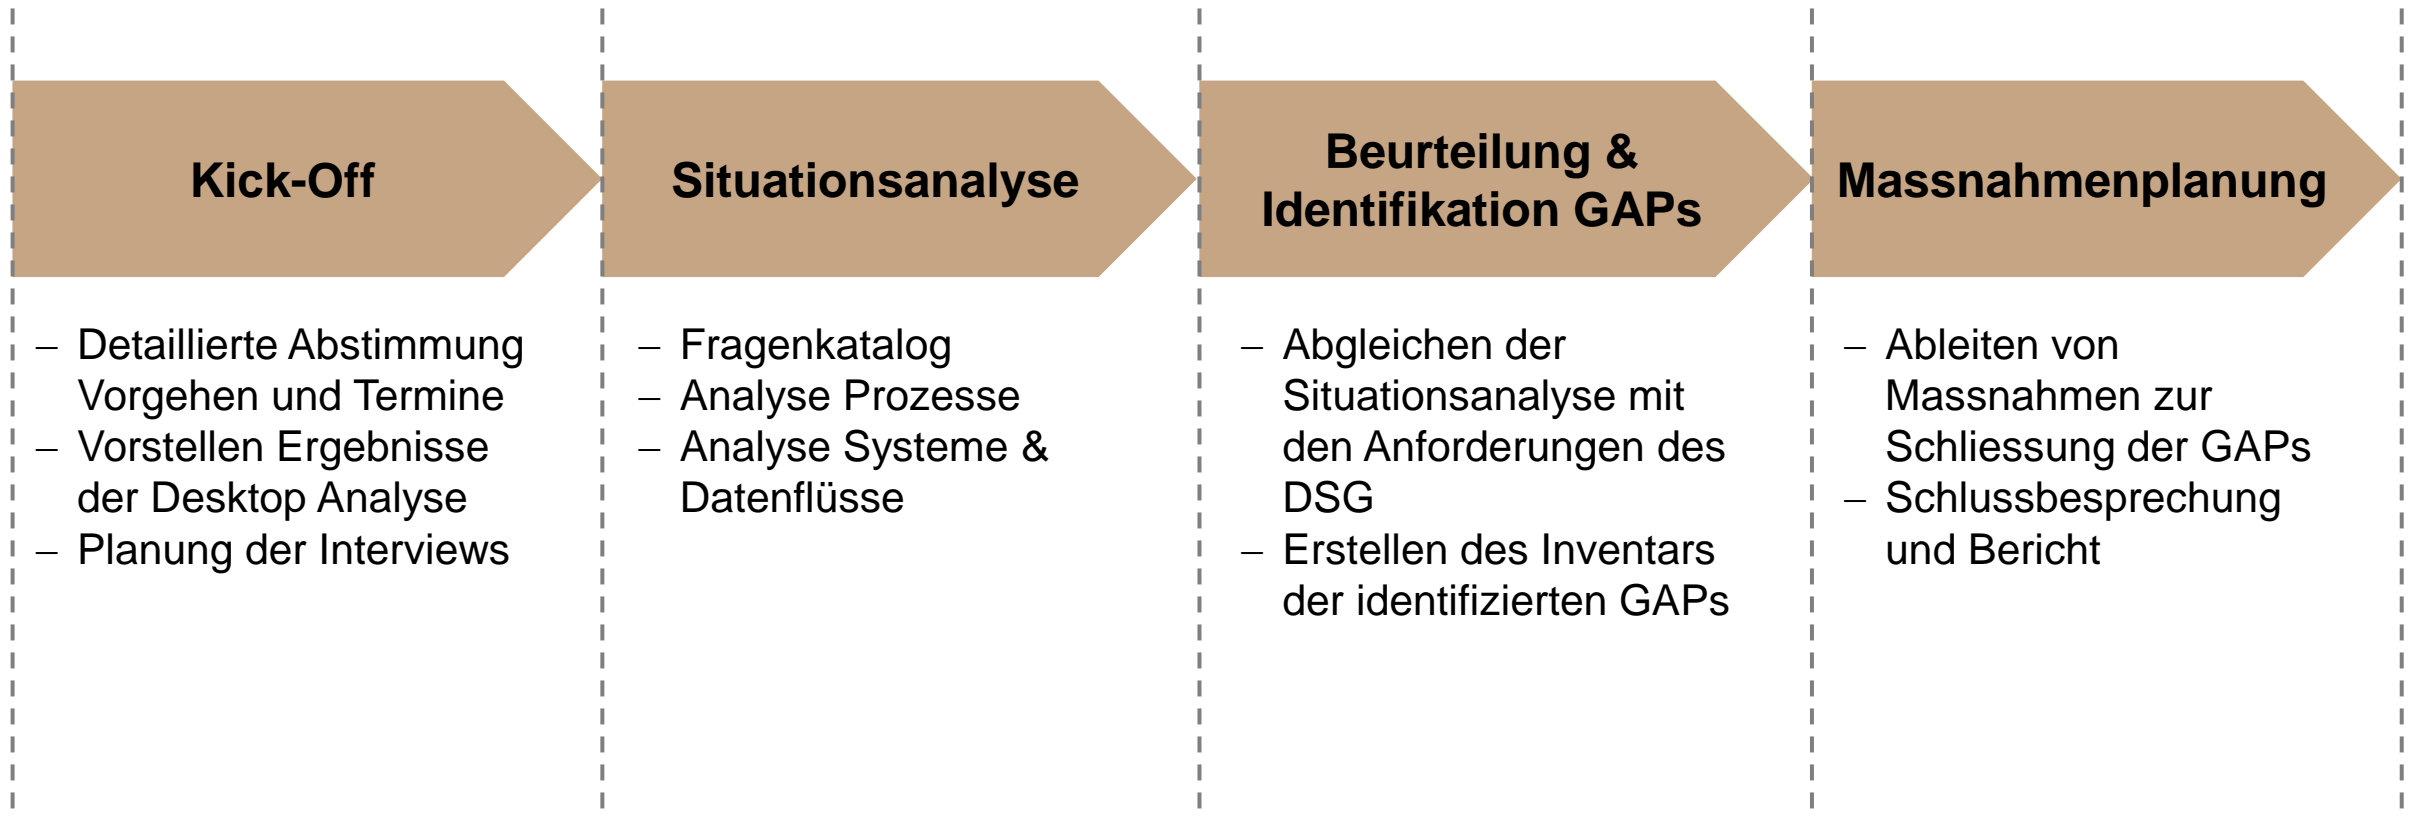 Kick-Off
– Detaillierte Abstimmung
Vorgehen und Termine
– Vorstellen Ergebnisse
der Desktop Analyse
– Planung der Interviews
Situationsanalyse
– Fragenkatalog
– Analyse Prozesse
– Analyse Systeme &
Datenflüsse
Beurteilung &
Identifikation GAPs
– Abgleichen der
Situationsanalyse mit
den Anforderungen des
DSG
– Erstellen des Inventars
der identifizierten GAPs
Massnahmenplanung
– Ableiten von
Massnahmen zur
Schliessung der GAPs
– Schlussbesprechung
und Bericht